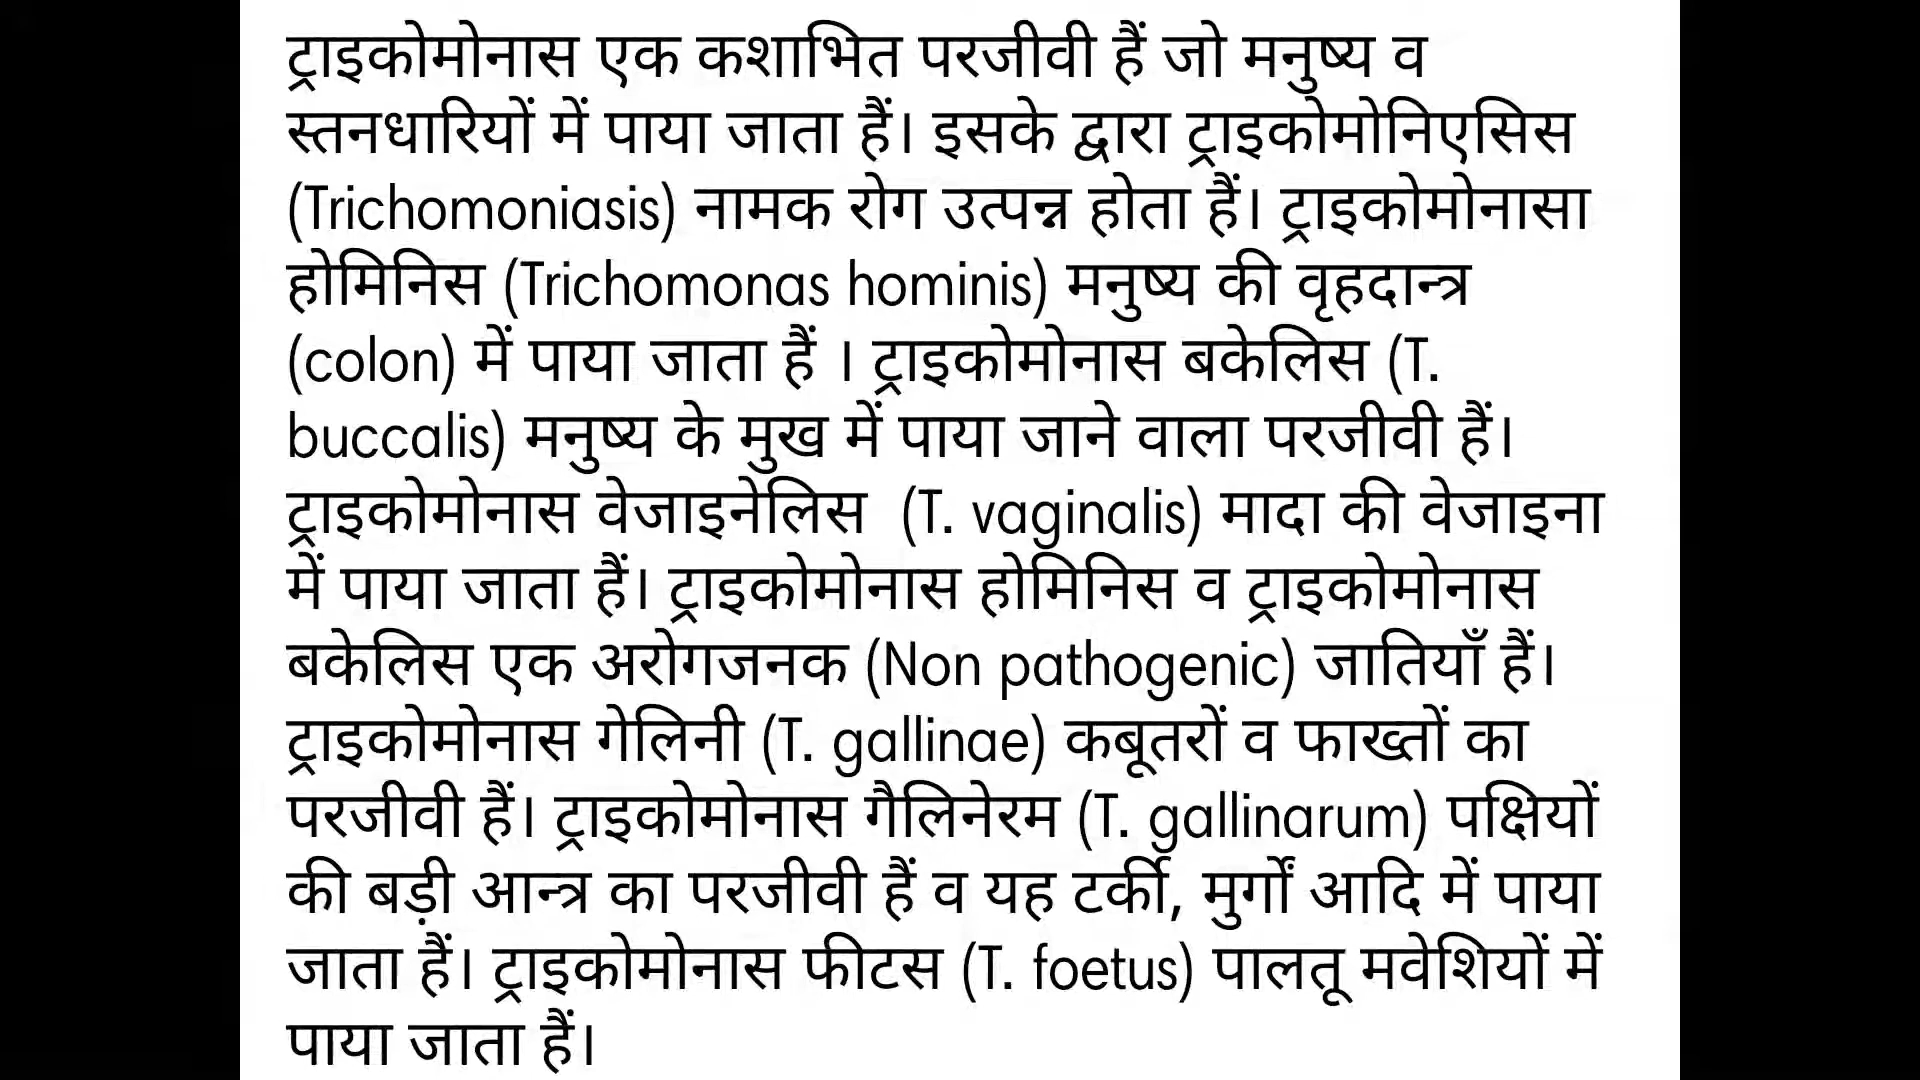 ट्राइकोमोनास एक कशाभित परजीवी हैं जो मनुष्य व
स्तनधारियों में पाया जाता हैं। इसके द्वारा ट्राइकोमोनिएसिस
(Trichomoniasis) नामक रोग उत्पन्न होता हैं। ट्राइकोमोनासा
होमिनिस (Trichomonas hominis) मनुष्य की वृहदान्त्र
(colon) में पाया जाता हैं । ट्राइकोमोनास बकेलिस (T.
buccalis) मनुष्य के मुख में पाया जाने वाला परजीवी हैं।
ट्राइकोमोनास वेजाइनेलिस (T. vaginalis) मादा की वेजाइना
में पाया जाता हैं। ट्राइकोमोनास होमिनिस व ट्राइकोमोनास
बकेलिस एक अरोगजनक (Non pathogenic) जातियाँ हैं।
ट्राइकोमोनास गेलिनी (T. gallinae) कबूतरों व फाख्तों का
परजीवी हैं। ट्राइकोमोनास गैलिनेरम (T. gallinarum) पक्षियों
की बड़ी आन्त्र का परजीवी हैं व यह टर्की, मुर्गों आदि में पाया
जाता हैं। ट्राइकोमोनास फीटस (T. foetus) पालतू मवेशियों में
पाया जाता हैं।